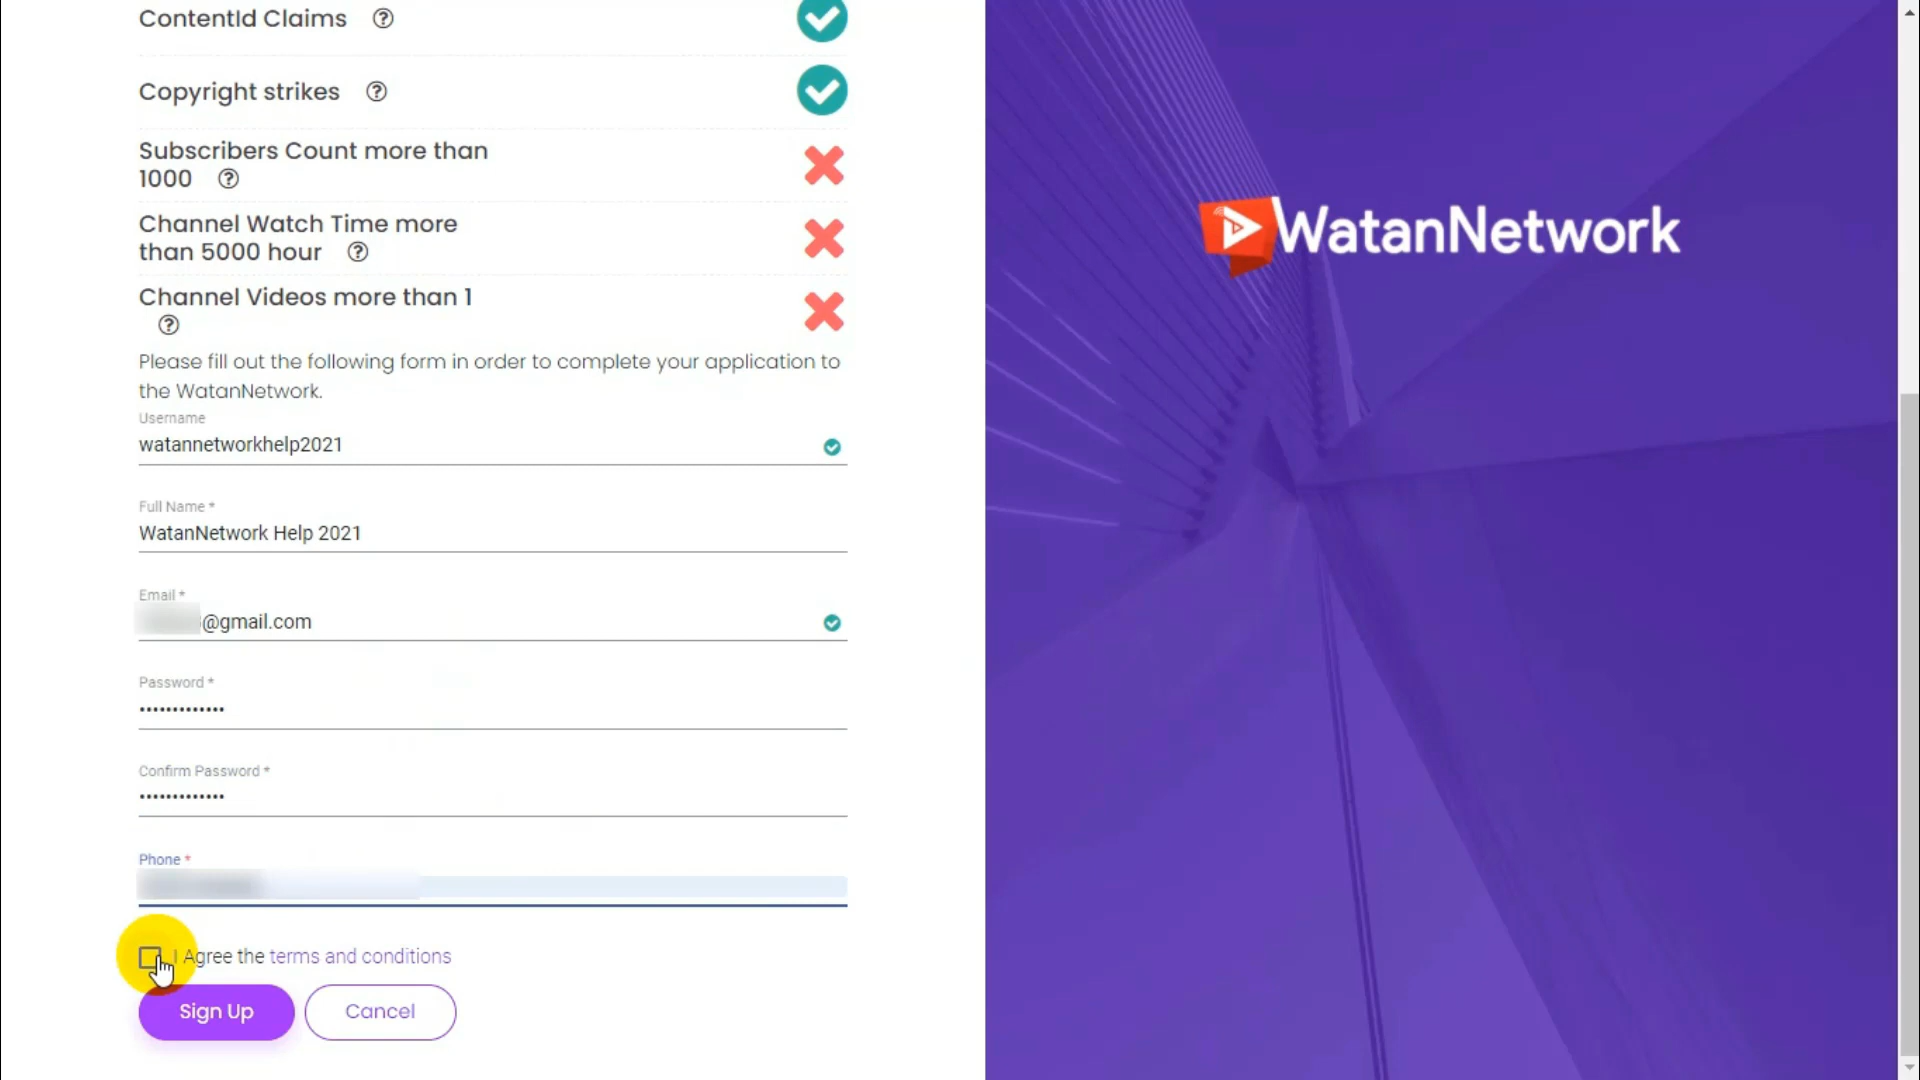 ContentId Claims
Copyright strikes
Subscribers Count more than
1000
Channel Watch Time more
than 5000 hour
Channel Videos more than 1
Please fill out the following form in order to complete your application to
the WatanNetwork.
Username
watannetworkhelp2021
Full Name *
WatanNetwork Help 2021
Email *
@gmail.com
Password *
•••••••••••••
Confirm Password *
•••••••••••••
Phone *
I Agree the terms and conditions
Sign Up
Cancel
WatanNetwork